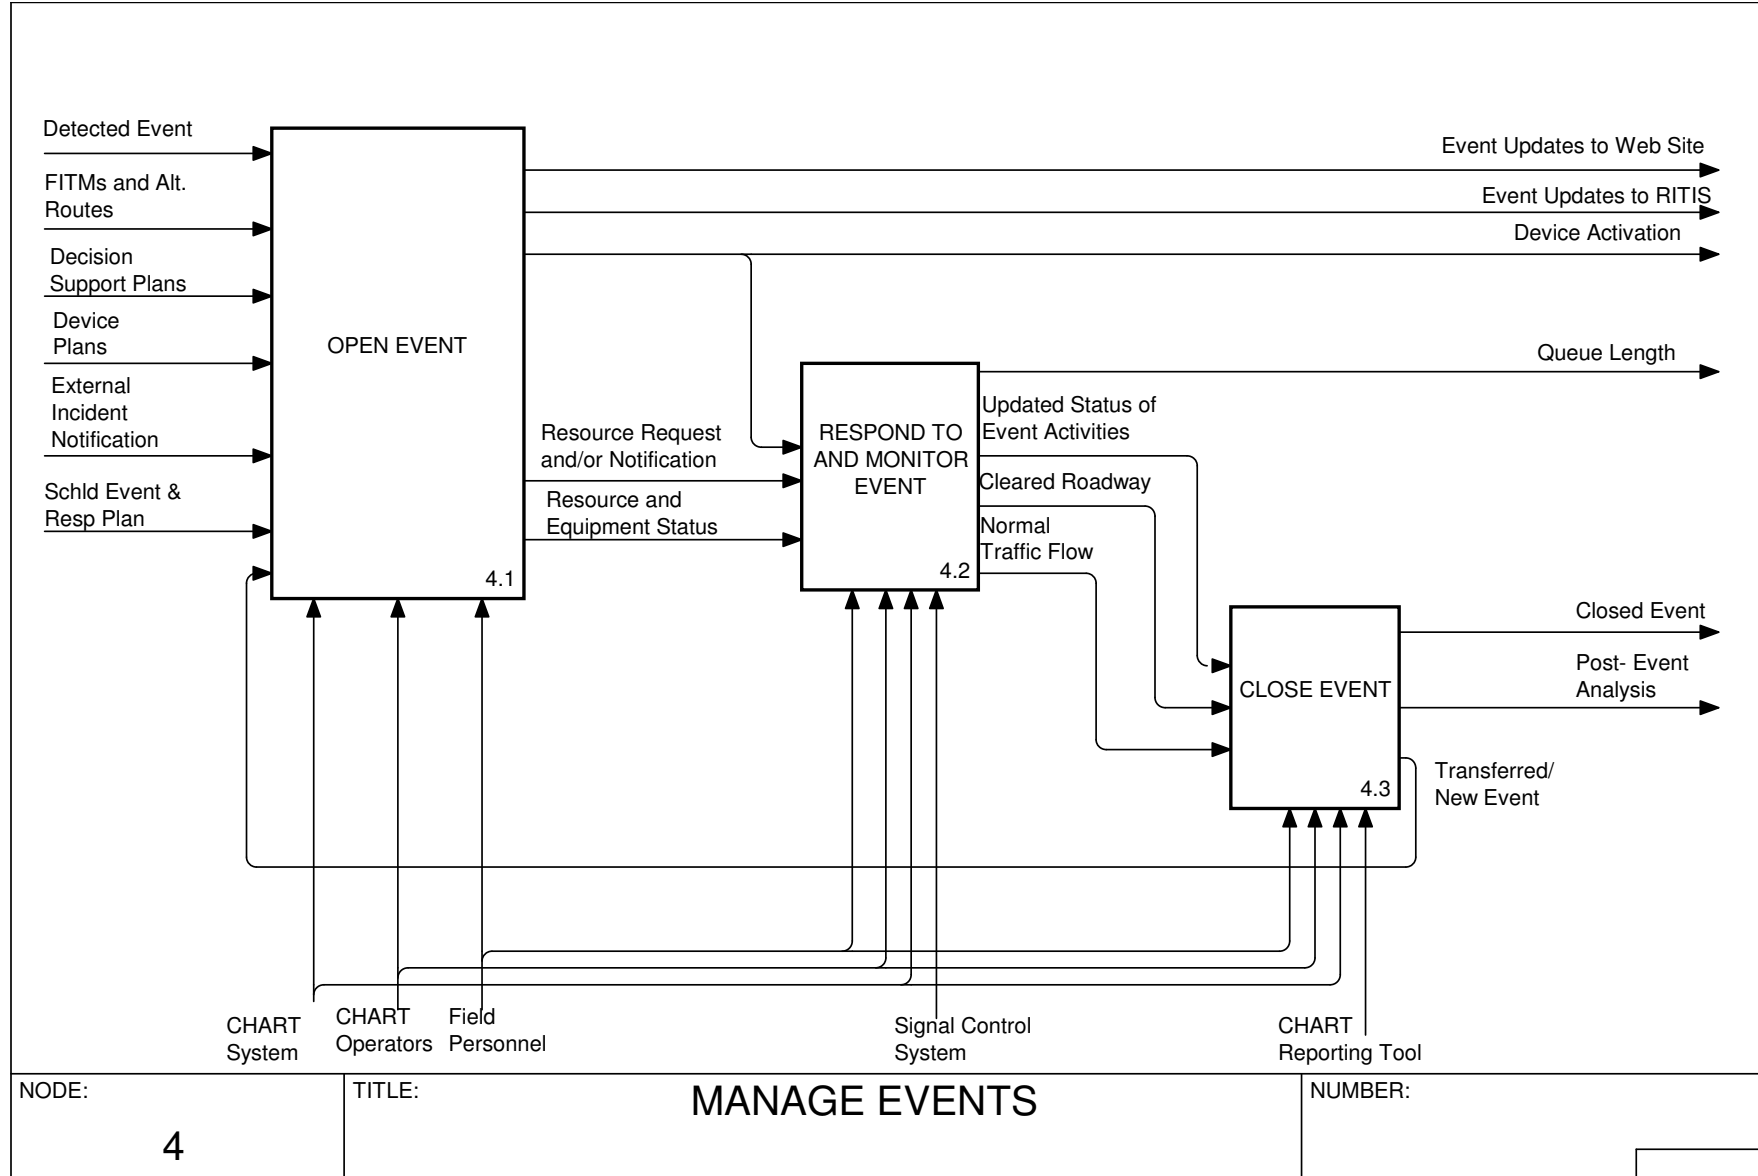 Detected Event
FITMs and Alt.
Routes
Decision
Support Plans
Device
Plans
External
Incident
Notification
Schld Event &
Resp Plan
OPEN EVENT
4.1
Event Updates to Web Site
Event Updates to RITIS
Device Activation
Queue Length
Resource Request
and/or Notification
Resource and
Equipment Status
RESPOND TO
AND MONITOR
EVENT
4.2
Updated Status of
Event Activities
Cleared Roadway
Normal
Traffic Flow
CLOSE EVENT
4.3
Closed Event
Post- Event
Analysis
Transferred/
New Event
CHART
System
CHART
Operators
Field
Personnel
Signal Control
System
CHART
Reporting Tool
NODE:
4
TITLE:
MANAGE EVENTS
NUMBER: